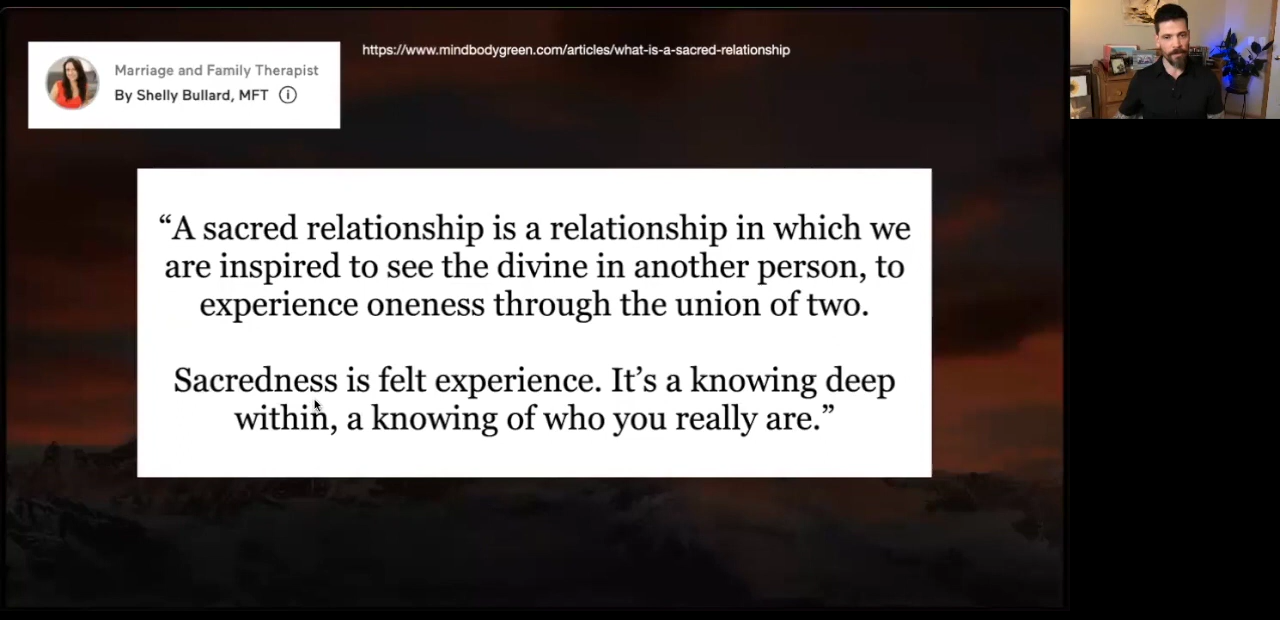 https://www.mindbodygreen.com/articles/what-is-a-sacred-relationship
Marriage and Family Therapist
By Shelly Bullard, MFT
“A sacred relationship is a relationship in which we
are inspired to see the divine in another person, to
experience oneness through the union of two.
Sacredness is felt experience. It’s a knowing deep
within, a knowing of who you really are.”